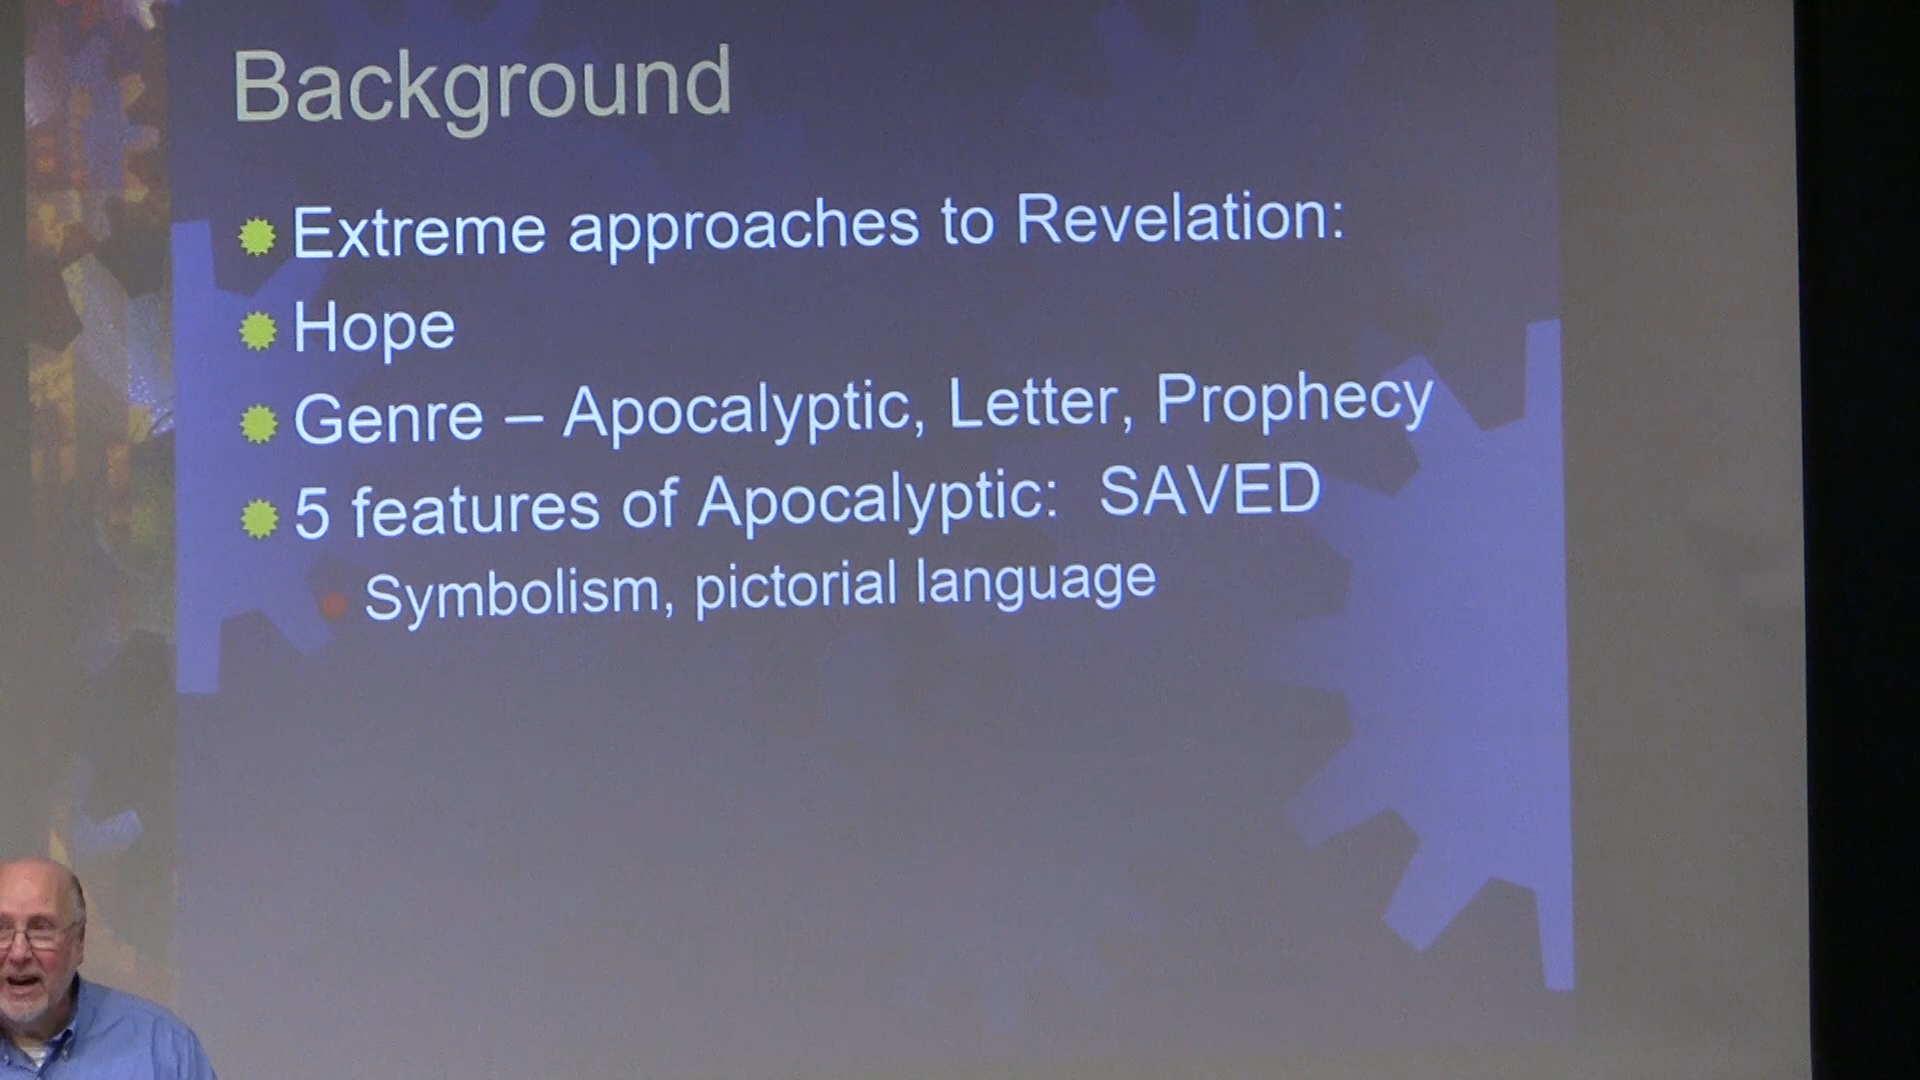 Background
Extreme approaches to Revelation:
Hope
Genre – Apocalyptic, Letter, Prophecy
5 features of Apocalyptic: SAVED
Symbolism, pictorial language